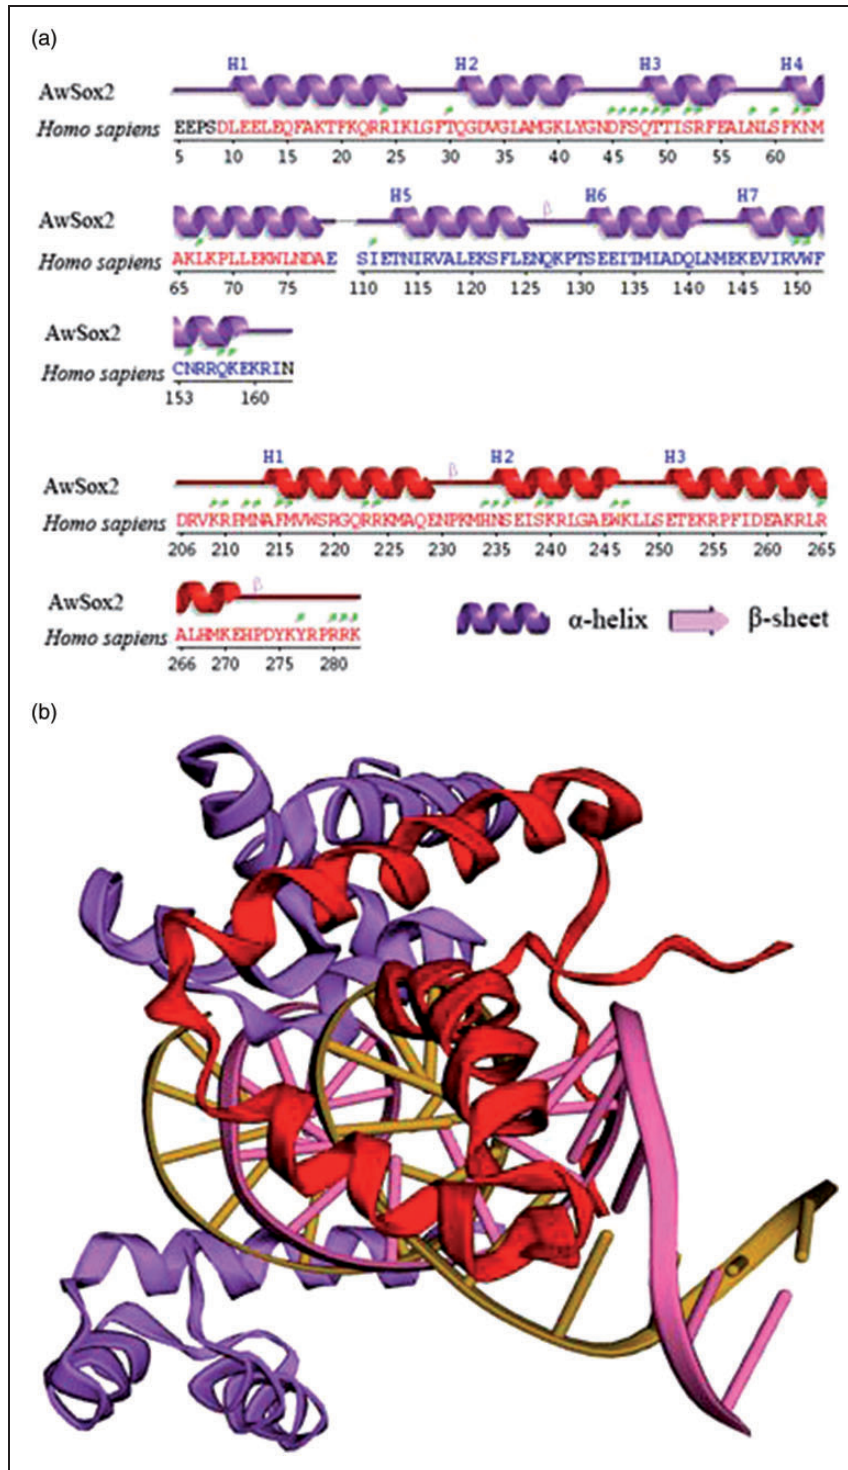 (a)
H1 H2 H3 H4
AwSox2
Homo sapiens EEPSDLEELEQFAKTFKQRRIKLGFTQGDVGLAMGKLYGNDFSQTTISRFEALNLSFKNM
5 10 15 20 25 30 35 40 45 50 55 60
H5 β H6 H7
AwSox2
Homo sapiens AKLKPLLEKWLNDAE SIETNIRVALEKSFLENQKPTSEEITMIADQLNMEKEVIRVWF
65 70 75 110 115 120 125 130 135 140 145 150
AwSox2
Homo sapiens CNRRQKEKRIN
153 160
H1 β H2 H3
AwSox2
Homo sapiens DRVKRPMNAFMVWSRGQRRKMAQENPKMHNSEISKRLGAEWKLLSETEKRPFIDEAKRLR
206 210 215 220 225 230 235 240 245 250 255 260 265
β
AwSox2 α-helix β-sheet
Homo sapiens ALHMKEHPDYKYRPRRK
266 270 275 280
(b)